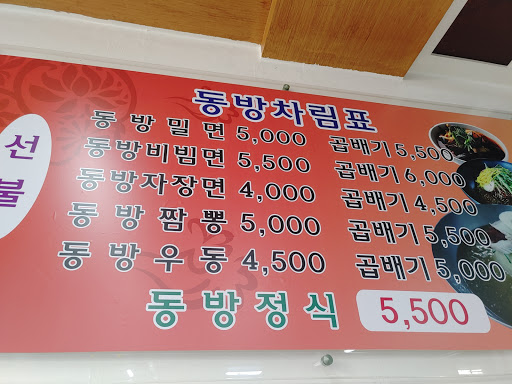 선불
동방차림표
동방밀면 5,000 곱배기 5,500
동방비빔면 5,500 곱배기 6,000
동방자장면 4,000 곱배기 4,500
동방짬뽕 5,000 곱배기 5,500
동방우동 4,500 곱배기 5,000
동방정식 5,500